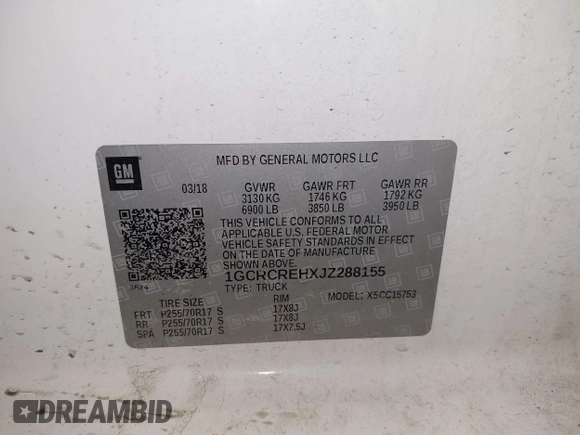 GM
MFD BY GENERAL MOTORS LLC
03/18 GVWR GAWR FRT GAWR RR
3130 KG 1746 KG 1792 KG
6900 LB 3850 LB 3950 LB
THIS VEHICLE CONFORMS TO ALL
APPLICABLE U.S. FEDERAL MOTOR
VEHICLE SAFETY STANDARDS IN EFFECT
ON THE DATE OF MANUFACTURE
SHOWN ABOVE.
1GCRCREHXJZ288155
TYPE: TRUCK MODEL: X5CC15753
3624
TIRE SIZE RIM
FRT P255/70R17 S 17X8J
RR P255/70R17 S 17X8J
SPA P255/70R17 S 17X7.5J
DREAMBID